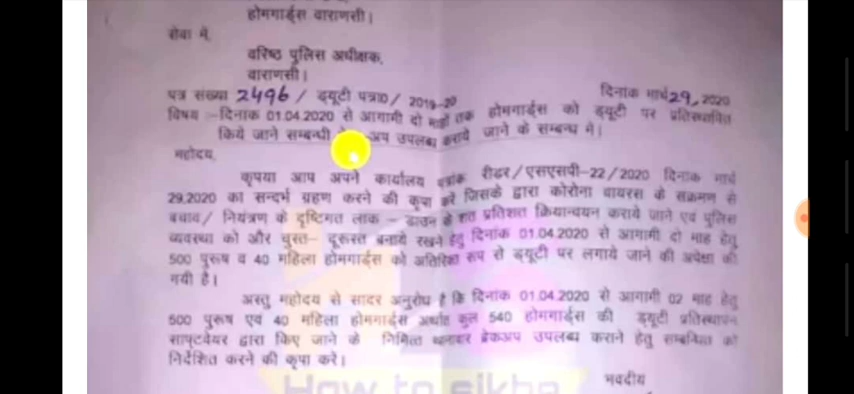 होमगार्ड्स वाराणसी।
सेवा में,
वरिष्ठ पुलिस अधीक्षक,
वाराणसी।
पत्र संख्या 2496/ ड्यूटी पत्रा0/ 2019-20 दिनांक मार्च 29, 2020
विषय :-दिनांक 01.04.2020 से आगामी दो माहो तक होमगार्ड्स को ड्यूटी पर प्रतिस्थापित
किये जाने सम्बन्धी अप उपलब्ध कराये जाने के सम्बन्ध में।
महोदय,
कृपया आप अपने कार्यालय पत्रांक रीडर/एसएसपी-22/2020 दिनांक मार्च
29,2020 का सन्दर्भ ग्रहण करने की कृपा करे जिसके द्वारा कोरोना वायरस के संक्रमण से
बचाव/ नियंत्रण के दृष्टिगत लाक - डाउन के शत प्रतिशत क्रियान्वयन कराये जाने एवं पुलिस
व्यवस्था को और चुस्त- दूरूस्त बनाये रखने हेतु दिनांक 01.04.2020 से आगामी दो माह हेतु
500 पुरूष व 40 महिला होमगार्ड्स को अतिरिक्त रूप से ड्यूटी पर लगाये जाने की अपेक्षा की
गयी है।
अस्तु महोदय से सादर अनुरोध है कि दिनांक 01.04.2020 से आगामी 02 माह हेतु
500 पुरूष एवं 40 महिला होमगार्ड्स अर्थात कुल 540 होमगार्ड्स की ड्यूटी प्रतिस्थापन
साफ्टवेयर द्वारा किए जाने के निमित्त थानावार ब्रेकअप उपलब्ध कराने हेतु सम्बन्धित को
निर्देशित करने की कृपा करे।
भवदीय
How to sikhe